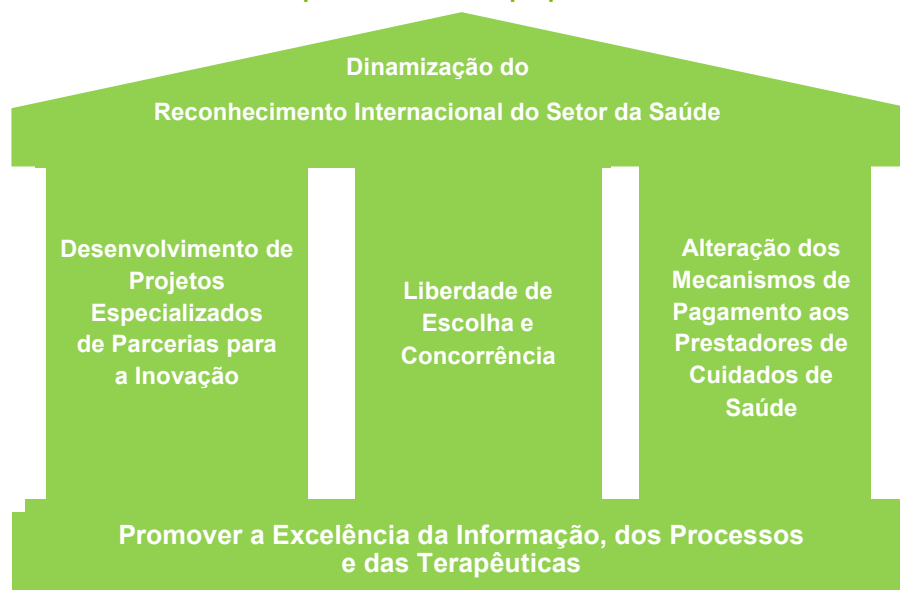 Dinamização do
Reconhecimento Internacional do Setor da Saúde
Desenvolvimento de
Projetos
Especializados
de Parcerias para
a Inovação
Liberdade de
Escolha e
Concorrência
Alteração dos
Mecanismos de
Pagamento aos
Prestadores de
Cuidados de
Saúde
Promover a Excelência da Informação, dos Processos
e das Terapêuticas